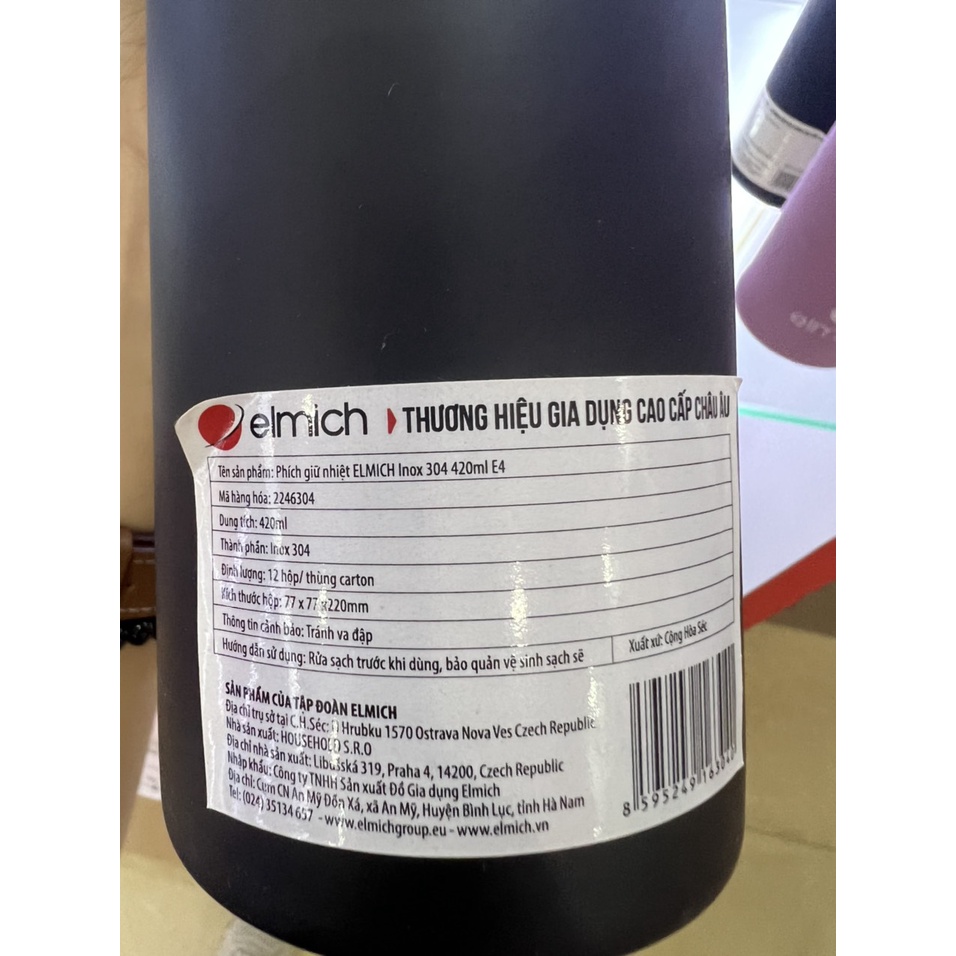 elmich THƯƠNG HIỆU GIA DỤNG CAO CẤP CHÂU ÂU
Tên sản phẩm: Phích giữ nhiệt ELMICH Inox 304 420ml E4
Mã hàng hóa: 2246304
Dung tích: 420ml
Thành phần: Inox 304
Định lượng: 12 hộp/ thùng carton
Kích thước hộp: 77 x 77 x220mm
Thông tin cảnh báo: Tránh va đập
Hướng dẫn sử dụng: Rửa sạch trước khi dùng, bảo quản vệ sinh sạch sẽ
Xuất xứ: Cộng Hòa Séc
SẢN PHẨM CỦA TẬP ĐOÀN ELMICH
Địa chỉ trụ sở tại C.H.Séc: Hrubku 1570 Ostrava Nova Ves Czech Republic
Nhà sản xuất: HOUSEHOLD S.R.O
Địa chỉ nhà sản xuất: Libušská 319, Praha 4, 14200, Czech Republic
Nhập khẩu: Công ty TNHH Sản xuất Đồ Gia dụng Elmich
Địa chỉ: Cụm CN An Mỹ Đồn Xá, xã An Mỹ, Huyện Bình Lục, tỉnh Hà Nam
Tel: (024) 35134 657 - www.elmichgroup.eu - www.elmich.vn
8 595249 163040